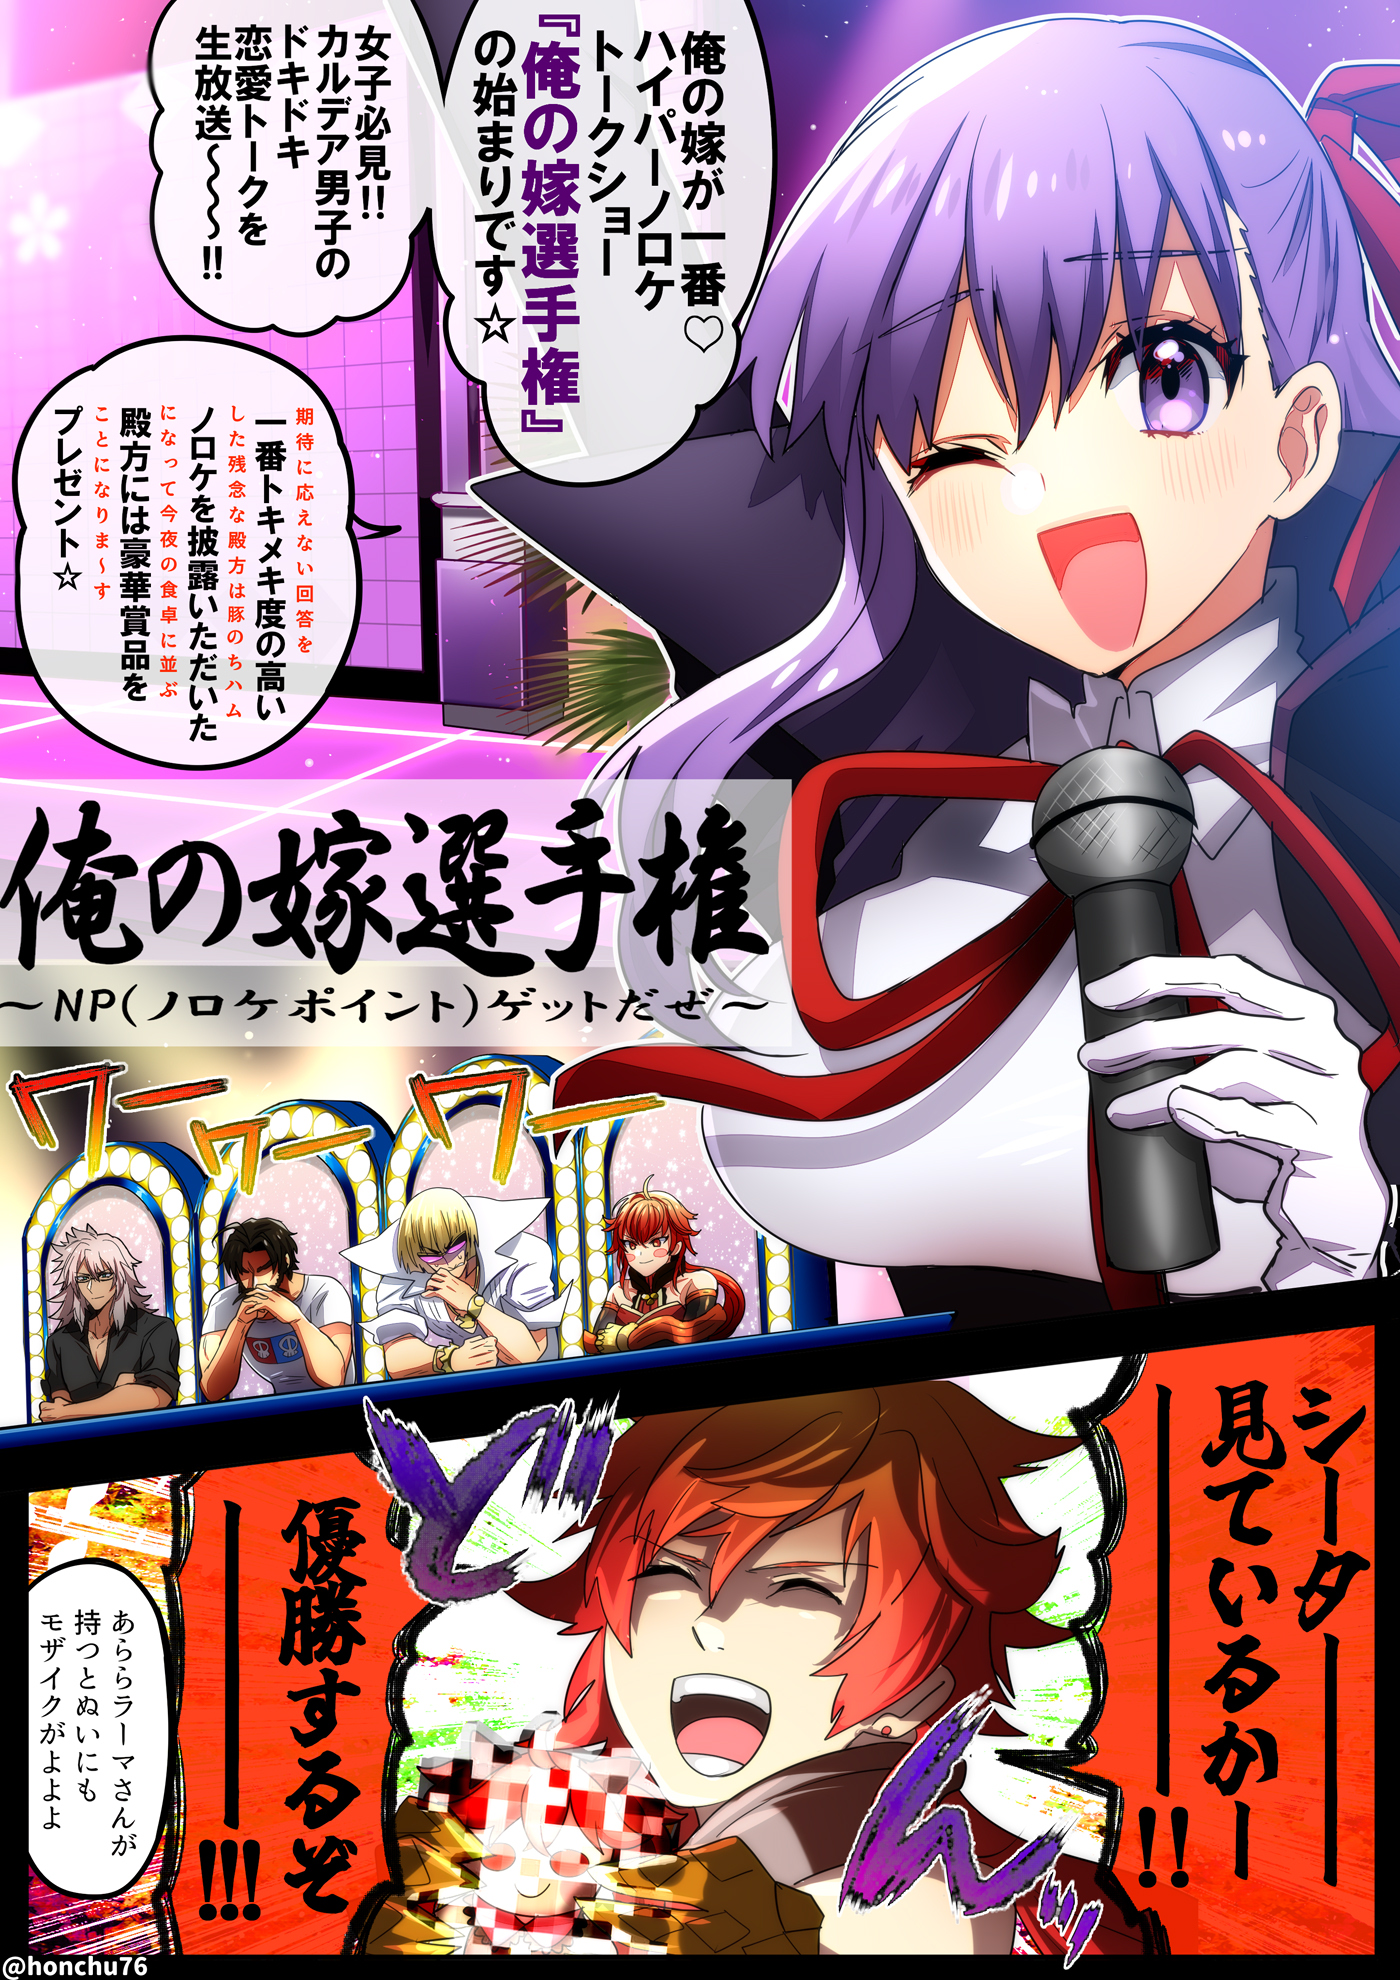 俺の嫁が一番♡
ハイパーノロケ
トークショー
『俺の嫁選手権』
の始まりです☆
女子必見!!
カルデア男子の
ドキドキ
恋愛トークを
生放送～～～!!
期待に応えない回答を
一番トキメキ度の高い
した残念な殿方は豚のちハム
ノロケを披露いただいた
になって今夜の食卓に並ぶ
殿方には豪華賞品を
ことになりま～す
プレゼント☆
俺の嫁選手権
～NP(ノロケポイント)ゲットだぜ～
ワー
ワー
ワー
シーター――
見ているかー
――!!
どんッッ
優勝するぞ
――!!!
あららラーマさんが
持つとぬいにも
モザイクがよよよ
@honchu76